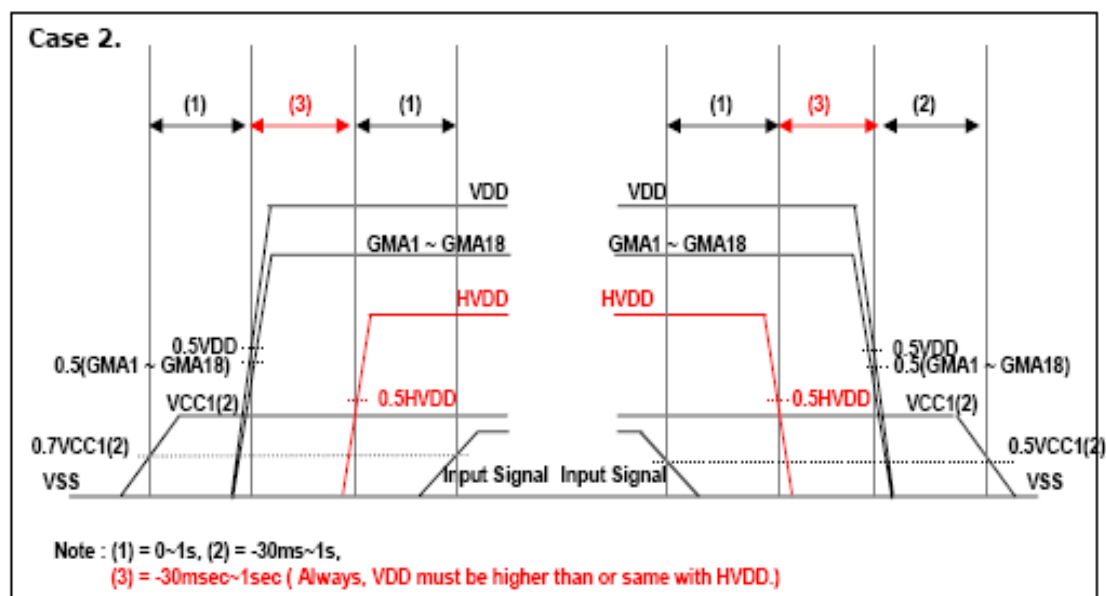 Case 2.
(1) (3) (1) (1) (3) (2)
VDD VDD
GMA1 ~ GMA18 GMA1 ~ GMA18
HVDD HVDD
0.5VDD 0.5VDD
0.5(GMA1 ~ GMA18) 0.5(GMA1 ~ GMA18)
0.5HVDD 0.5HVDD
VCC1(2) VCC1(2)
0.7VCC1(2) 0.5VCC1(2)
Input Signal Input Signal
VSS VSS
Note : (1) = 0~1s, (2) = -30ms~1s,
(3) = -30msec~1sec ( Always, VDD must be higher than or same with HVDD.)